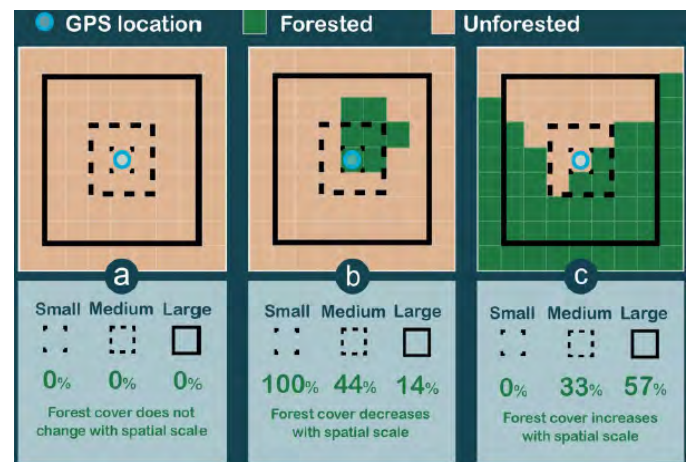 GPS location Forested Unforested
a b c
Small Medium Large
0% 0% 0%
Forest cover does not
change with spatial scale
Small Medium Large
100% 44% 14%
Forest cover decreases
with spatial scale
Small Medium Large
0% 33% 57%
Forest cover increases
with spatial scale